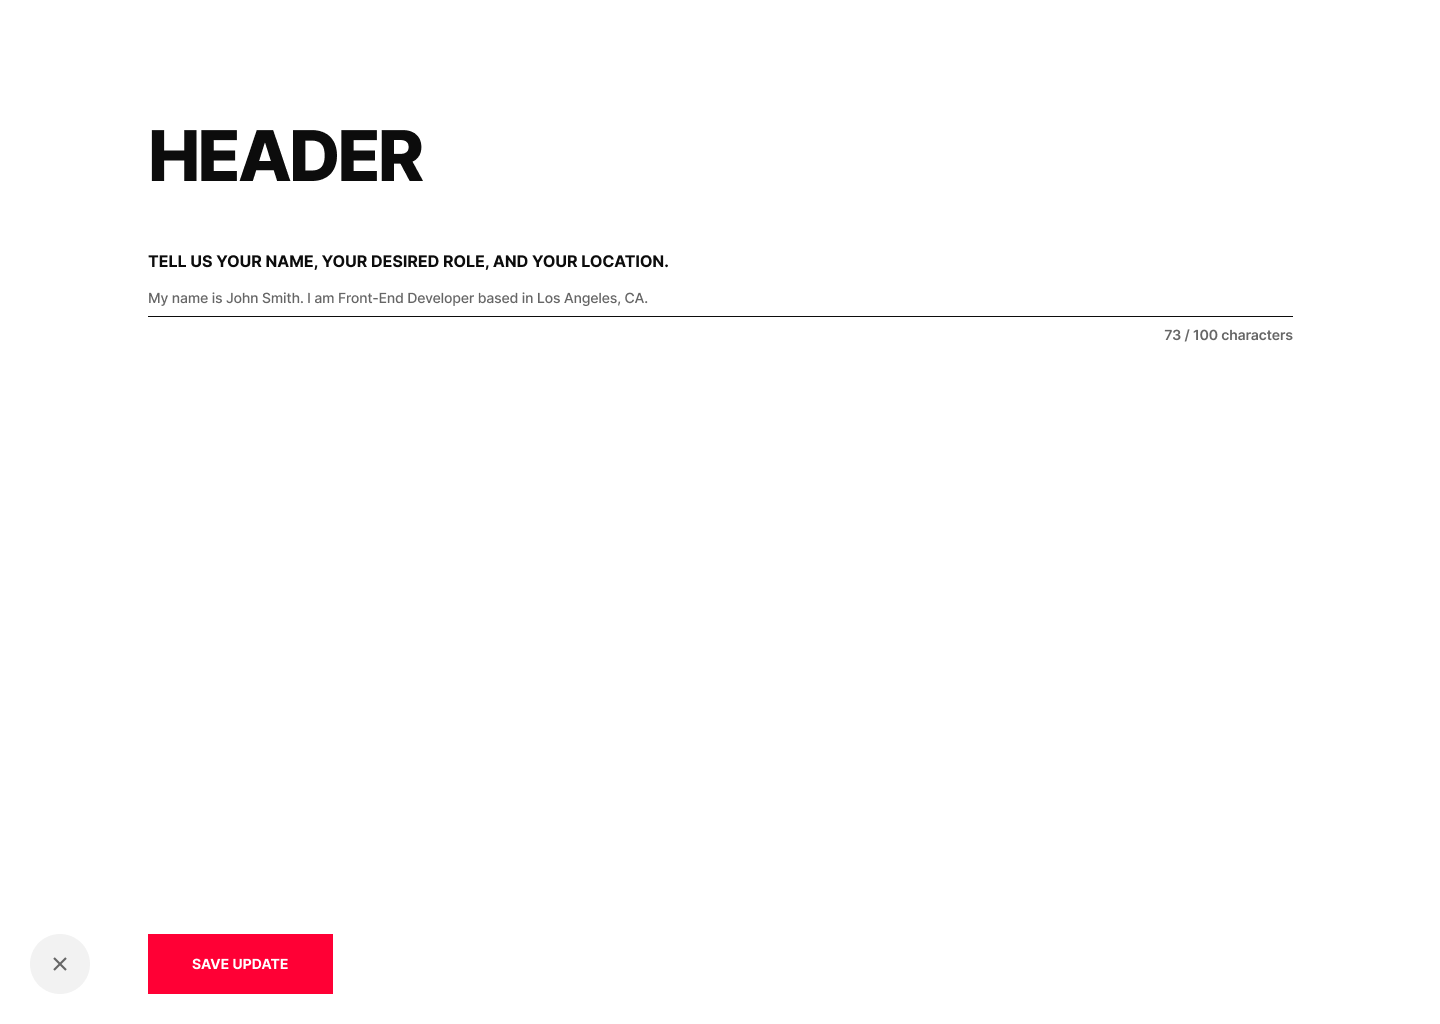 HEADER
TELL US YOUR NAME, YOUR DESIRED ROLE, AND YOUR LOCATION.
My name is John Smith. I am Front-End Developer based in Los Angeles, CA.
73 / 100 characters
SAVE UPDATE